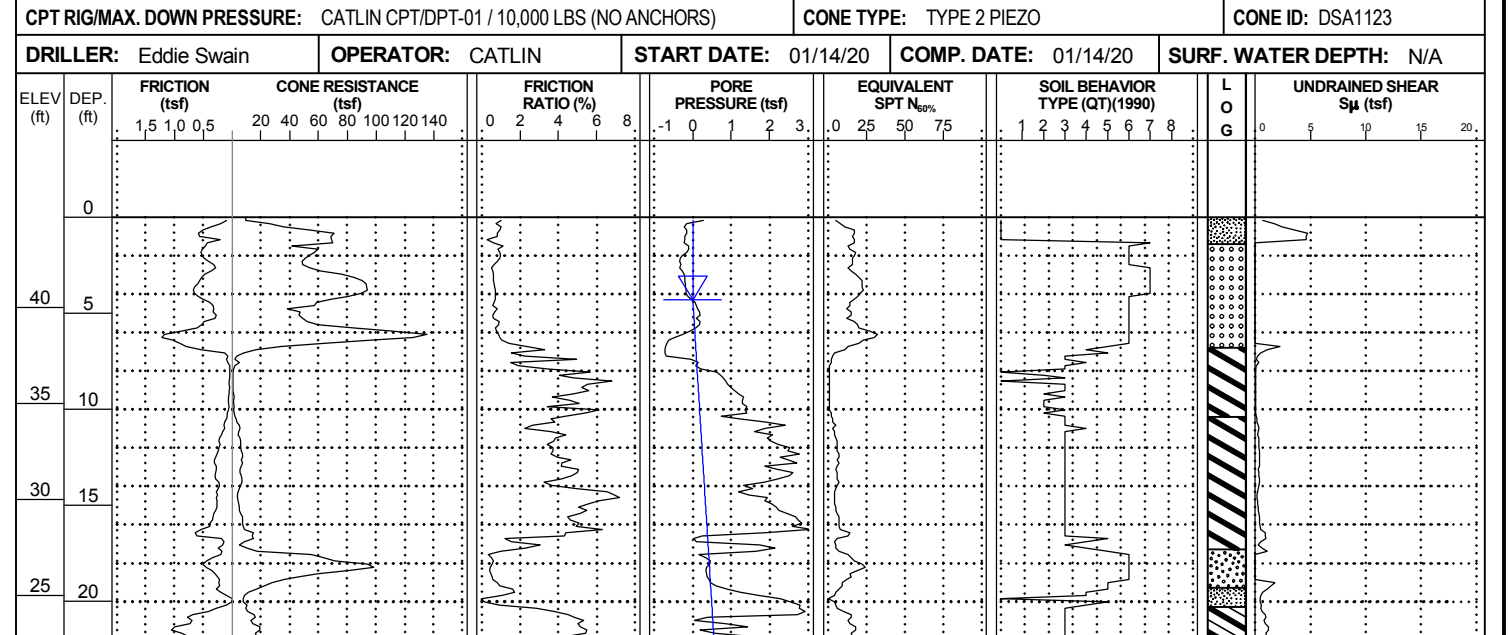 CPT RIG/MAX. DOWN PRESSURE: CATLIN CPT/DPT-01 / 10,000 LBS (NO ANCHORS) CONE TYPE: TYPE 2 PIEZO CONE ID: DSA1123
DRILLER: Eddie Swain OPERATOR: CATLIN START DATE: 01/14/20 COMP. DATE: 01/14/20 SURF. WATER DEPTH: N/A
ELEV (ft)
DEP. (ft)
FRICTION
(tsf)
1.5 1.0 0.5
CONE RESISTANCE
(tsf)
20 40 60 80 100 120 140
FRICTION
RATIO (%)
0 2 4 6 8
PORE
PRESSURE (tsf)
-1 0 1 2 3
EQUIVALENT
SPT N60%
0 25 50 75
SOIL BEHAVIOR
TYPE (QT)(1990)
1 2 3 4 5 6 7 8
L
O
G
UNDRAINED SHEAR
Sµ (tsf)
0 5 10 15 20
0
40 5
35 10
30 15
25 20